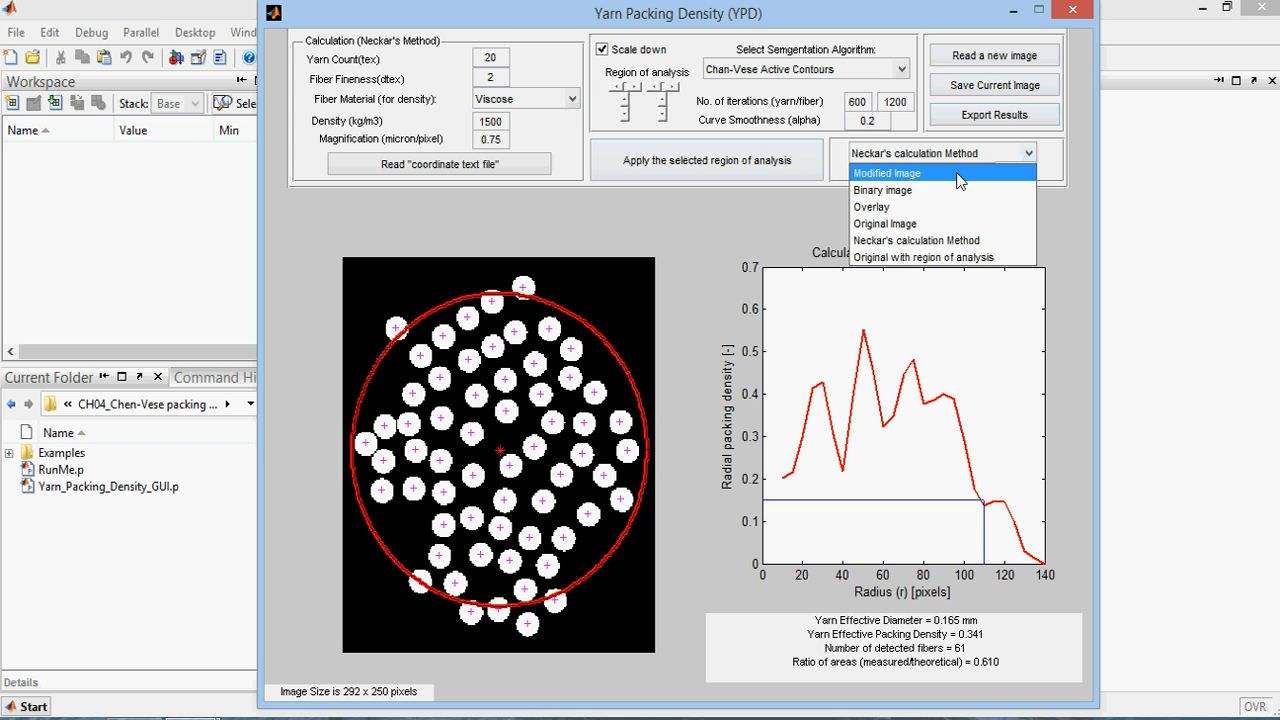 Yarn Packing Density (YPD)
File Edit Debug Parallel Desktop Wind
Workspace
Stack: Base Sele
Name Value Min
Current Folder Command Hi
« CH04_Chen-Vese packing ...
Name
Examples
RunMe.p
Yarn_Packing_Density_GUI.p
Details
Start
OVR
Calculation (Neckar's Method)
Yarn Count(tex) 20
Fiber Fineness(dtex) 2
Fiber Material (for density): Viscose
Density (kg/m3) 1500
Magnification (micron/pixel) 0.75
Read "coordinate text file"
Scale down
Select Semgentation Algorithm:
Region of analysis
Chan-Vese Active Contours
No. of iterations (yarn/fiber) 600 1200
Curve Smoothness (alpha) 0.2
Apply the selected region of analysis
Read a new image
Save Current Image
Export Results
Neckar's calculation Method
Modified Image
Binary image
Overlay
Original Image
Neckar's calculation Method
Original with region of analysis
Calcula
Radial packing density [-]
0.7
0.6
0.5
0.4
0.3
0.2
0.1
0
0 20 40 60 80 100 120 140
Radius (r) [pixels]
Yarn Effective Diameter = 0.165 mm
Yarn Effective Packing Density = 0.341
Number of detected fibers = 61
Ratio of areas (measured/theoretical) = 0.610
Image Size is 292 x 250 pixels